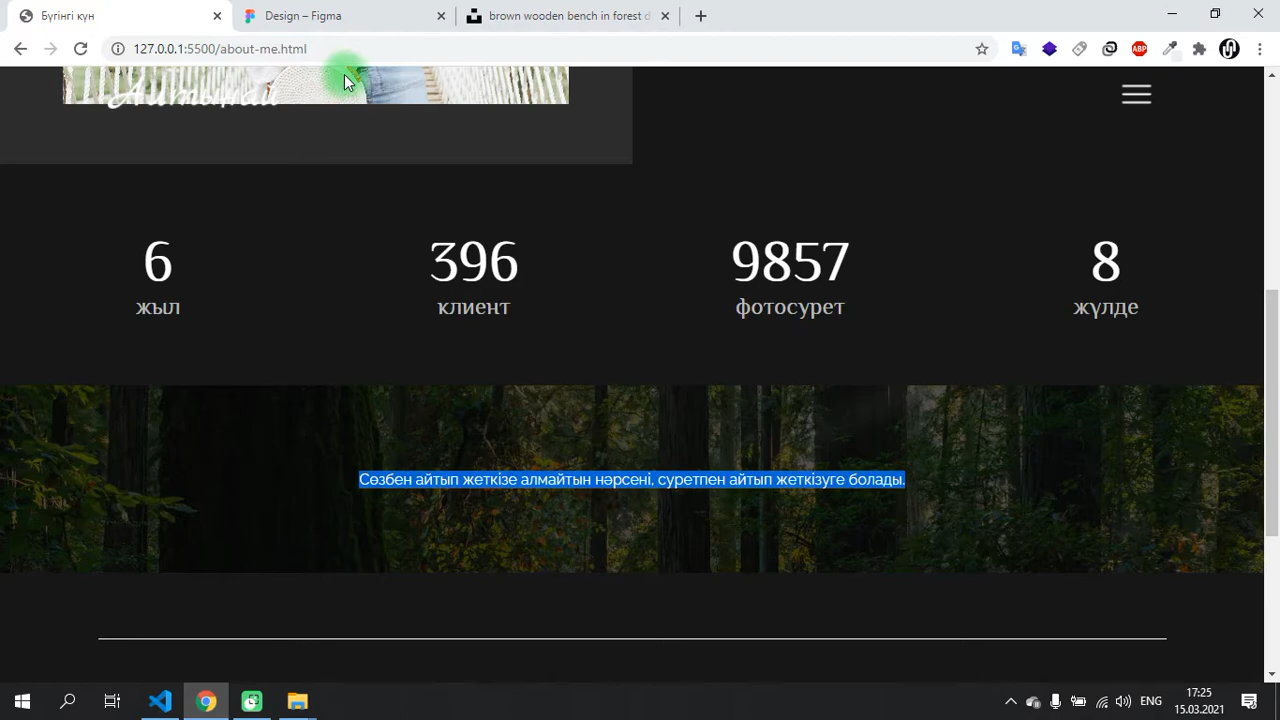 Бүгінгі күн
Design – Figma
brown wooden bench in forest d
127.0.0.1:5500/about-me.html
ABP
Айтынай
6
жыл
396
клиент
9857
фотосурет
8
жүлде
Сөзбен айтып жеткізе алмайтын нәрсені, суретпен айтып жеткізуге болады.
ENG
17:25
15.03.2021